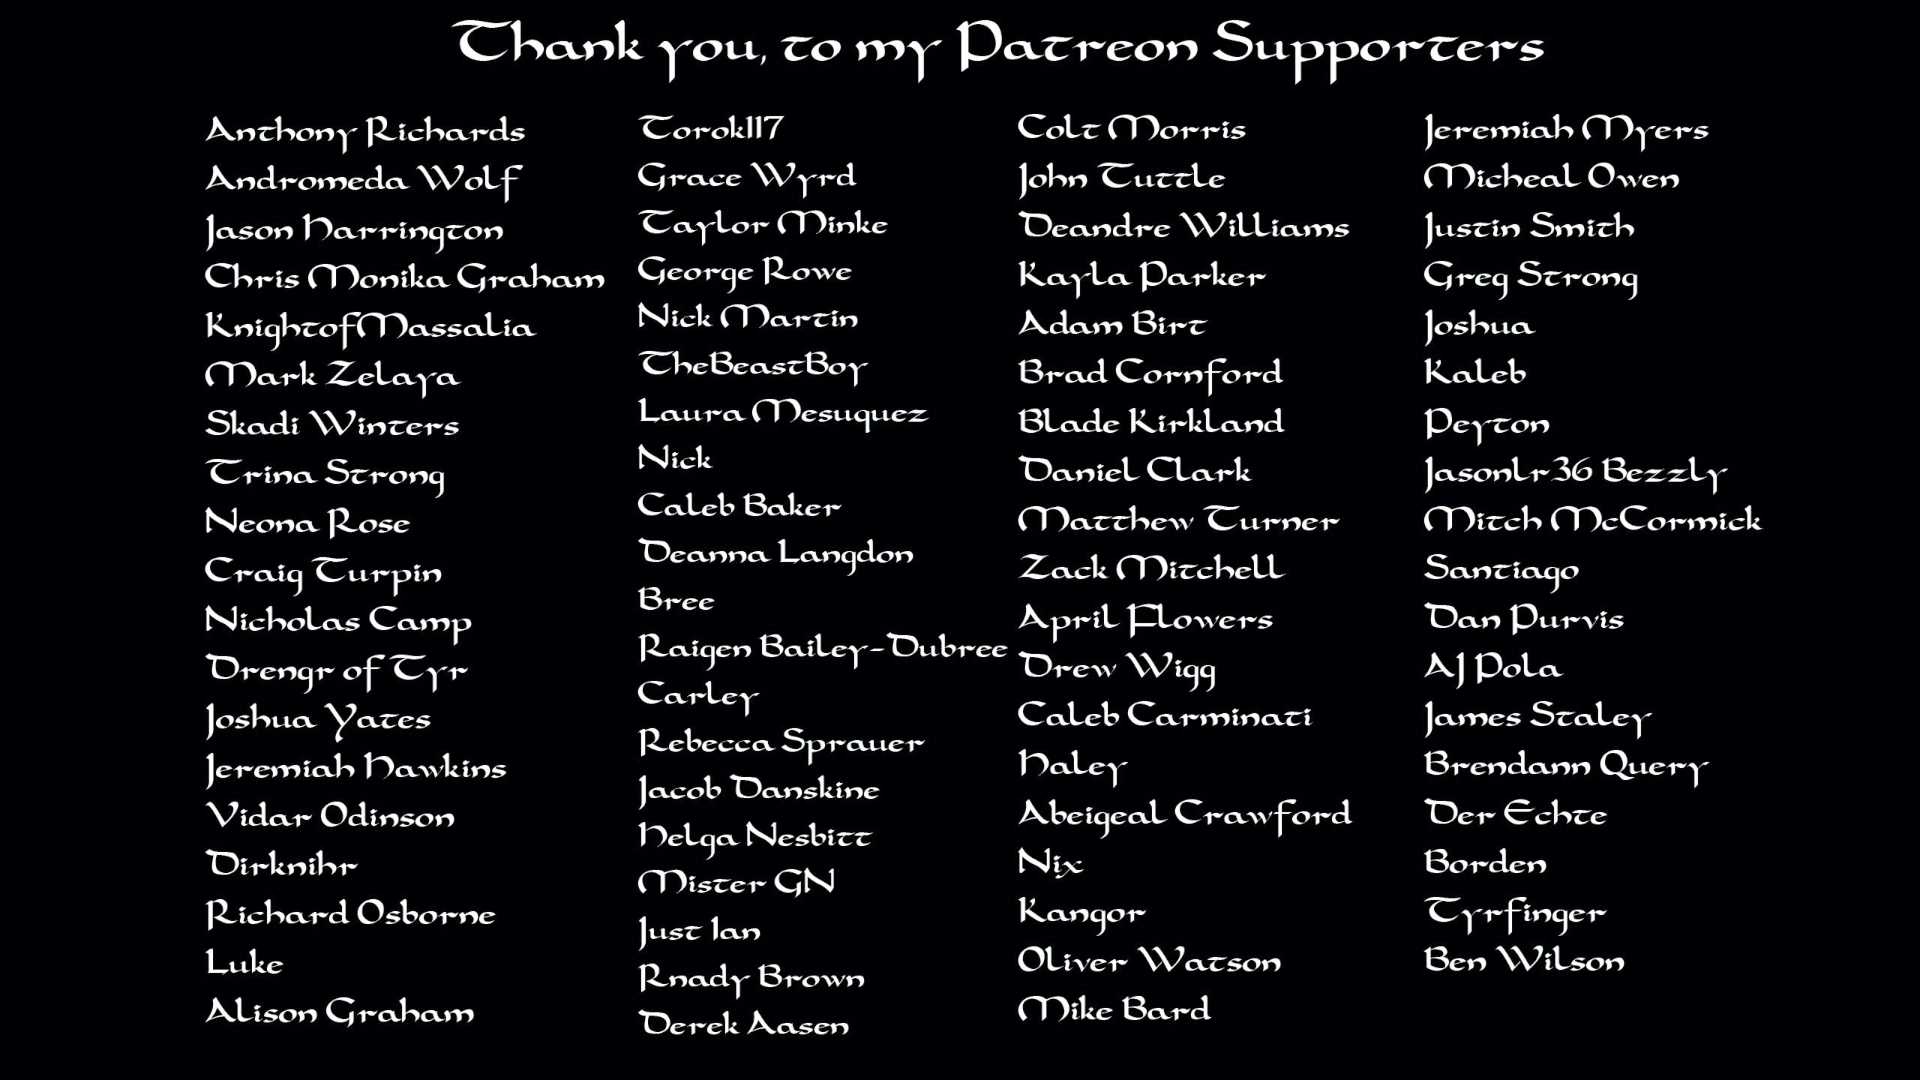 Thank you, to my Patreon Supporters
Anthony Richards
Andromeda Wolf
Jason Harrington
Chris Monika Graham
KnightofMassalia
Mark Zelaya
Skadi Winters
Trina Strong
Neona Rose
Craig Turpin
Nicholas Camp
Drengr of Tyr
Joshua Yates
Jeremiah Hawkins
Vidar Odinson
Dirknihr
Richard Osborne
Luke
Alison Graham
Torok117
Grace Wyrd
Taylor Minke
George Rowe
Nick Martin
TheBeastBoy
Laura Mesuquez
Nick
Caleb Baker
Deanna Langdon
Bree
Raigen Bailey-Dubree
Carley
Rebecca Sprauer
Jacob Danskine
Helga Nesbitt
Mister GN
Just Ian
Rnady Brown
Derek Aasen
Colt Morris
John Tuttle
Deandre Williams
Kayla Parker
Adam Birt
Brad Cornford
Blade Kirkland
Daniel Clark
Matthew Turner
Zack Mitchell
April Flowers
Drew Wigg
Caleb Carminati
Haley
Abeigeal Crawford
Nix
Kangor
Oliver Watson
Mike Bard
Jeremiah Myers
Micheal Owen
Justin Smith
Greg Strong
Joshua
Kaleb
Peyton
Jasonlr36 Bezzly
Mitch McCormick
Santiago
Dan Purvis
AJ Pola
James Staley
Brendann Query
Der Echte
Borden
Tyrfinger
Ben Wilson